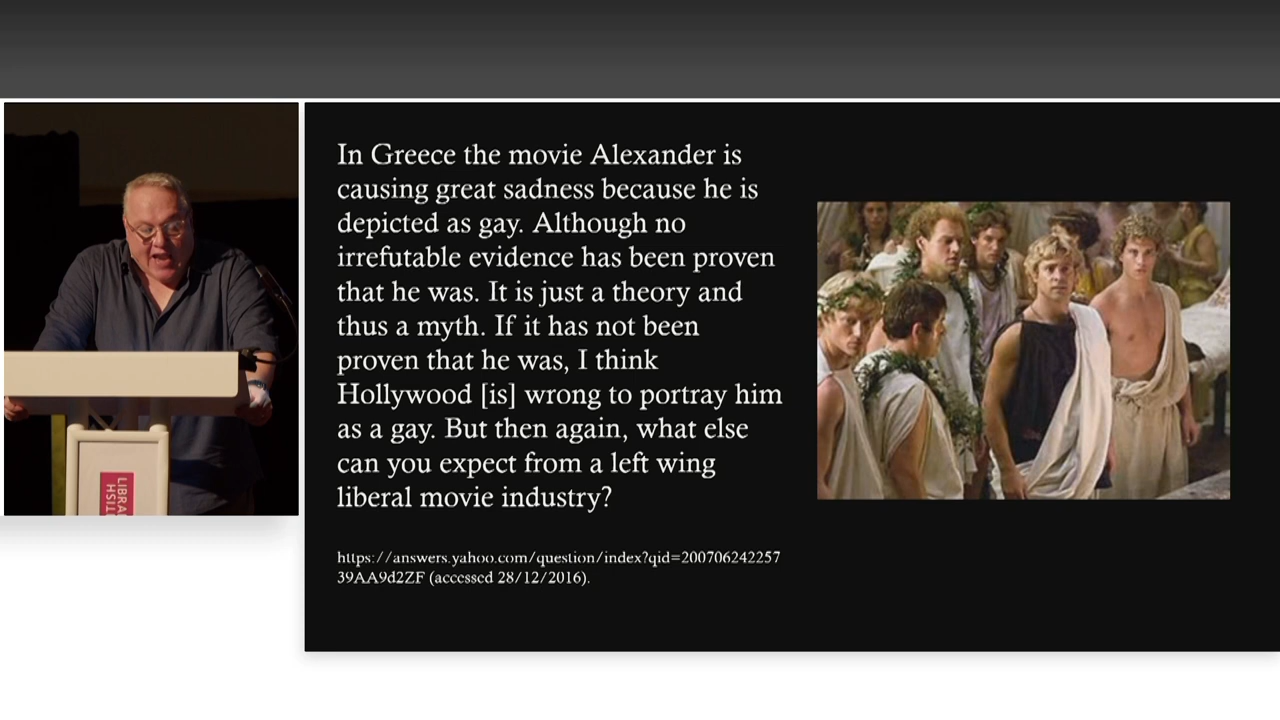 In Greece the movie Alexander is
causing great sadness because he is
depicted as gay. Although no
irrefutable evidence has been proven
that he was. It is just a theory and
thus a myth. If it has not been
proven that he was, I think
Hollywood [is] wrong to portray him
as a gay. But then again, what else
can you expect from a left wing
liberal movie industry?
https://answers.yahoo.com/question/index?qid=200706242257
39AA9d2ZF (accessed 28/12/2016).